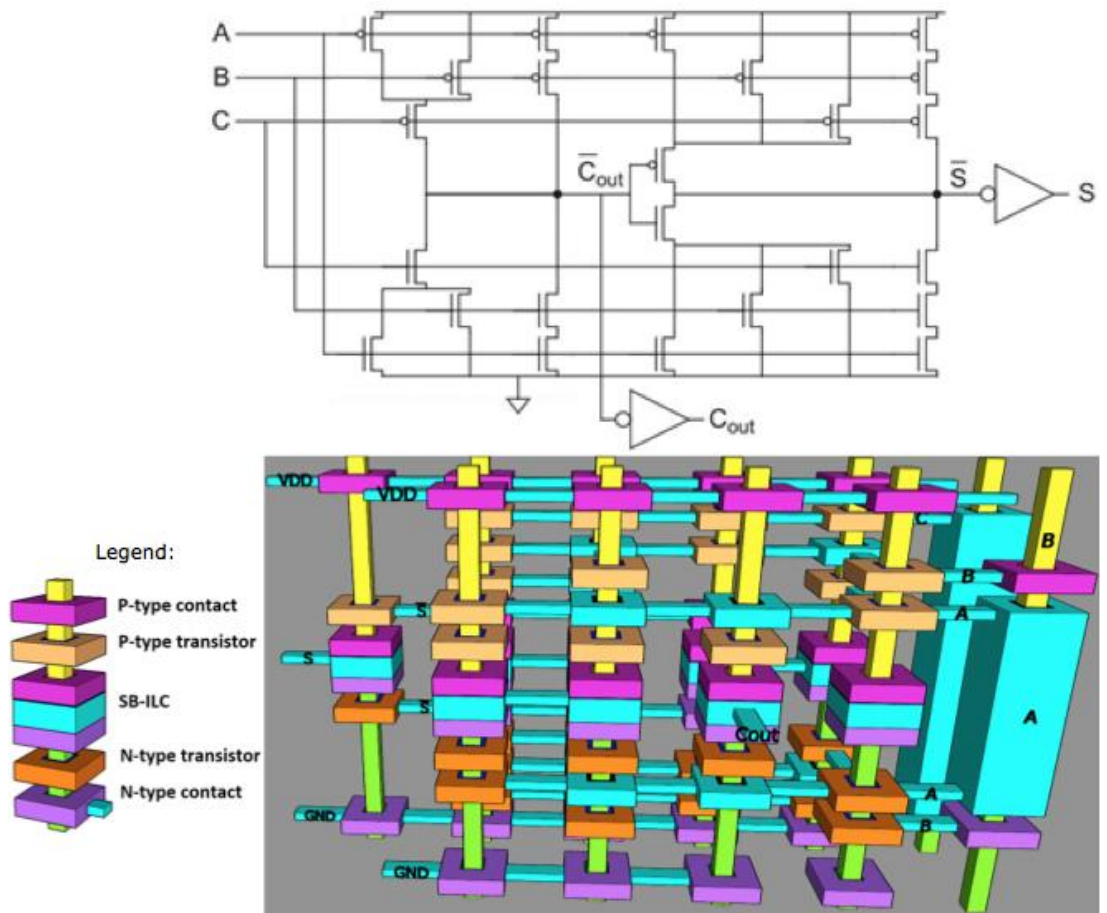 A
B
C
C̅out
S̅
S
Cout
Legend:
P-type contact
P-type transistor
SB-ILC
N-type transistor
N-type contact
VDD
VDD
C
B
B
S
A
S
A
S
Cout
A
GND
B
GND